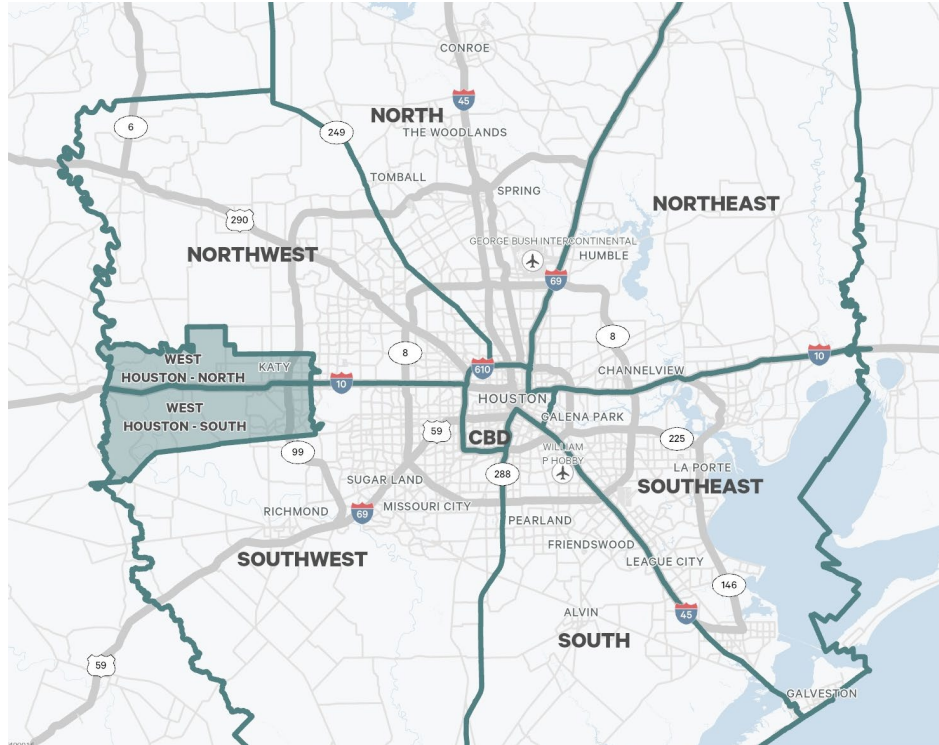 CONROE
45
NORTH
THE WOODLANDS
6
249
TOMBALL
SPRING
NORTHEAST
290
NORTHWEST
GEORGE BUSH INTERCONTINENTAL
HUMBLE
69
8
8
WEST
HOUSTON - NORTH
KATY
610
10
10
CHANNELVIEW
HOUSTON
WEST
HOUSTON - SOUTH
GALENA PARK
59
CBD
225
WILLIAM
P HOBBY
99
288
LA PORTE
SUGAR LAND
SOUTHEAST
RICHMOND
69
MISSOURI CITY
PEARLAND
FRIENDSWOOD
SOUTHWEST
LEAGUE CITY
146
ALVIN
45
SOUTH
59
GALVESTON